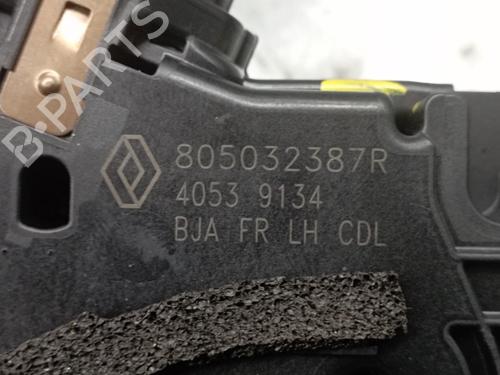 B-PARTS
805032387R
4053 9134
BJA FR LH CDL